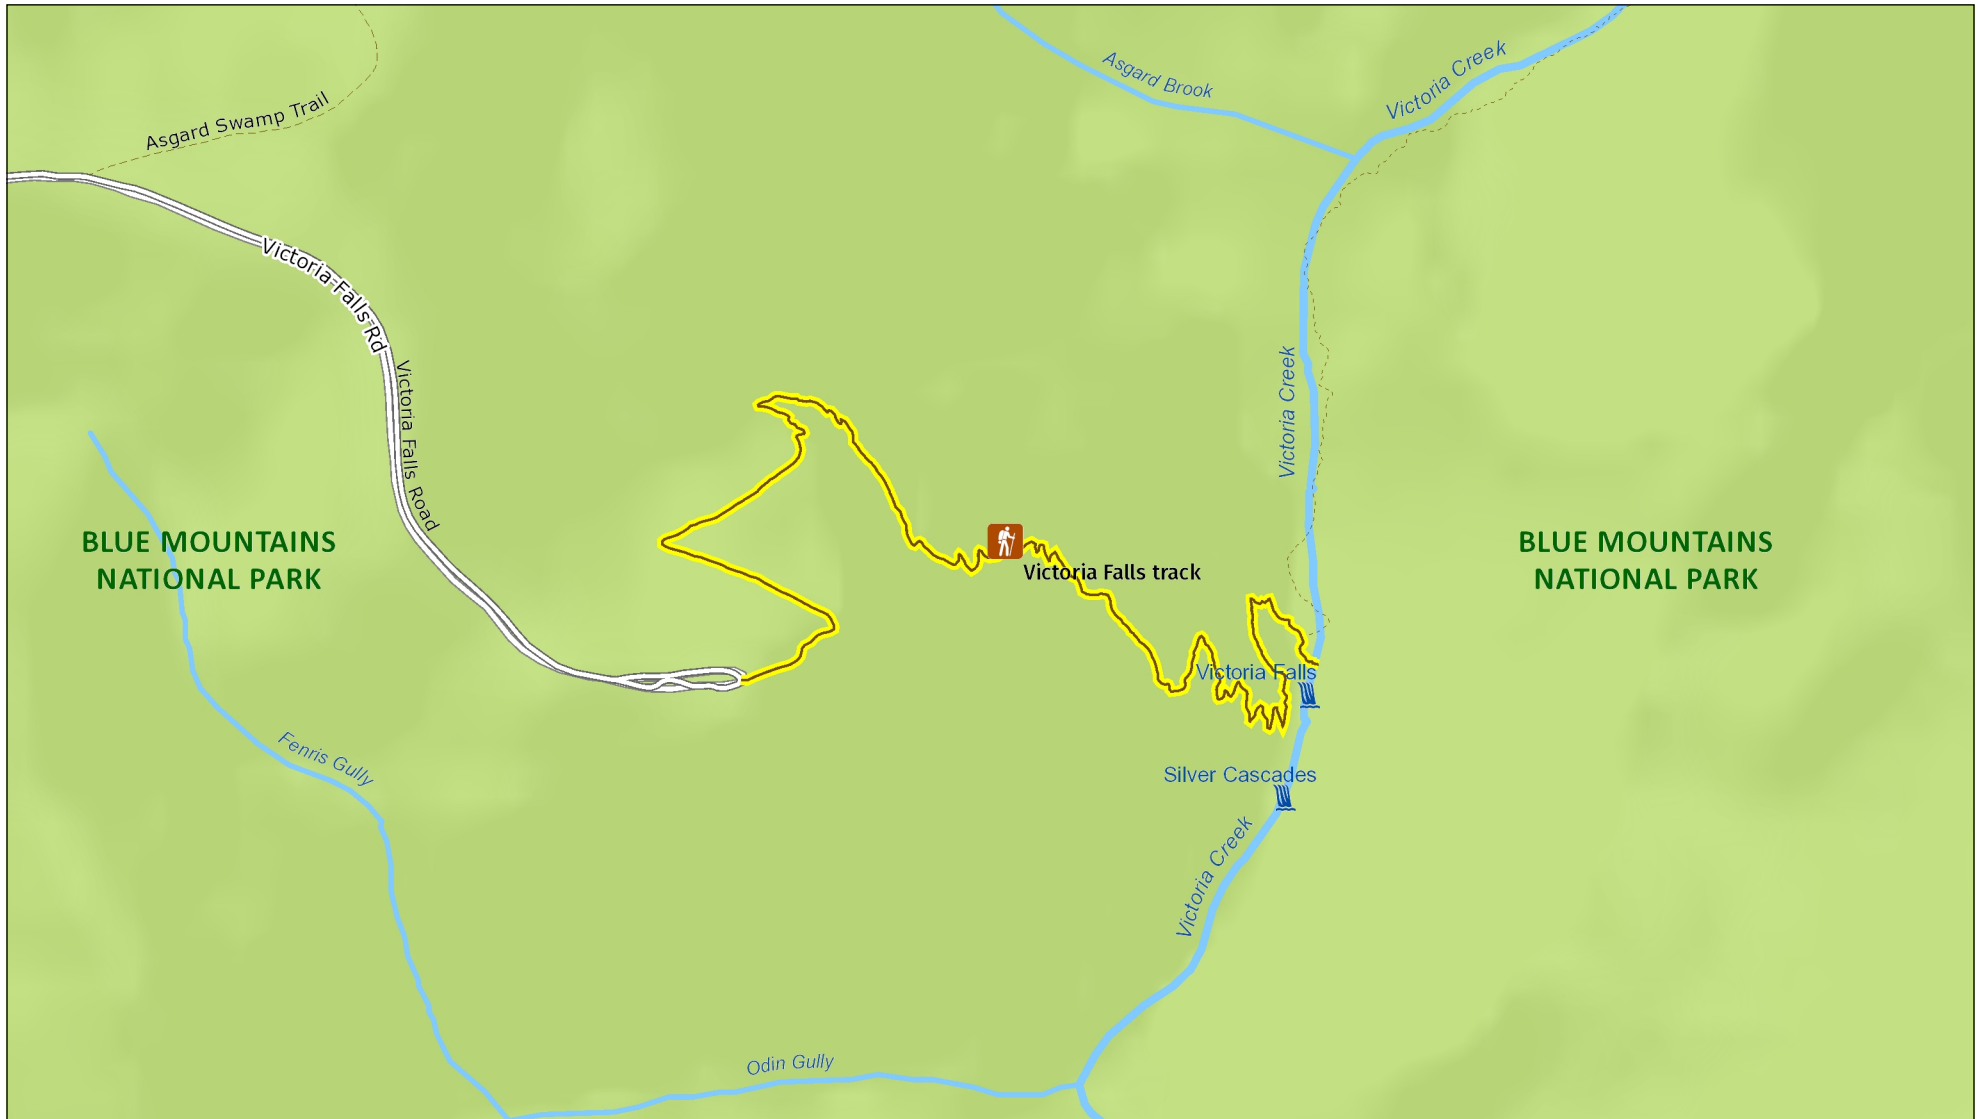 Asgard Brook
Victoria Creek
Asgard Swamp Trail
Victoria Falls Rd
Victoria Falls Road
Victoria Creek
BLUE MOUNTAINS
NATIONAL PARK
Victoria Falls track
BLUE MOUNTAINS
NATIONAL PARK
Victoria Falls
Fenris Gully
Silver Cascades
Victoria Creek
Odin Gully